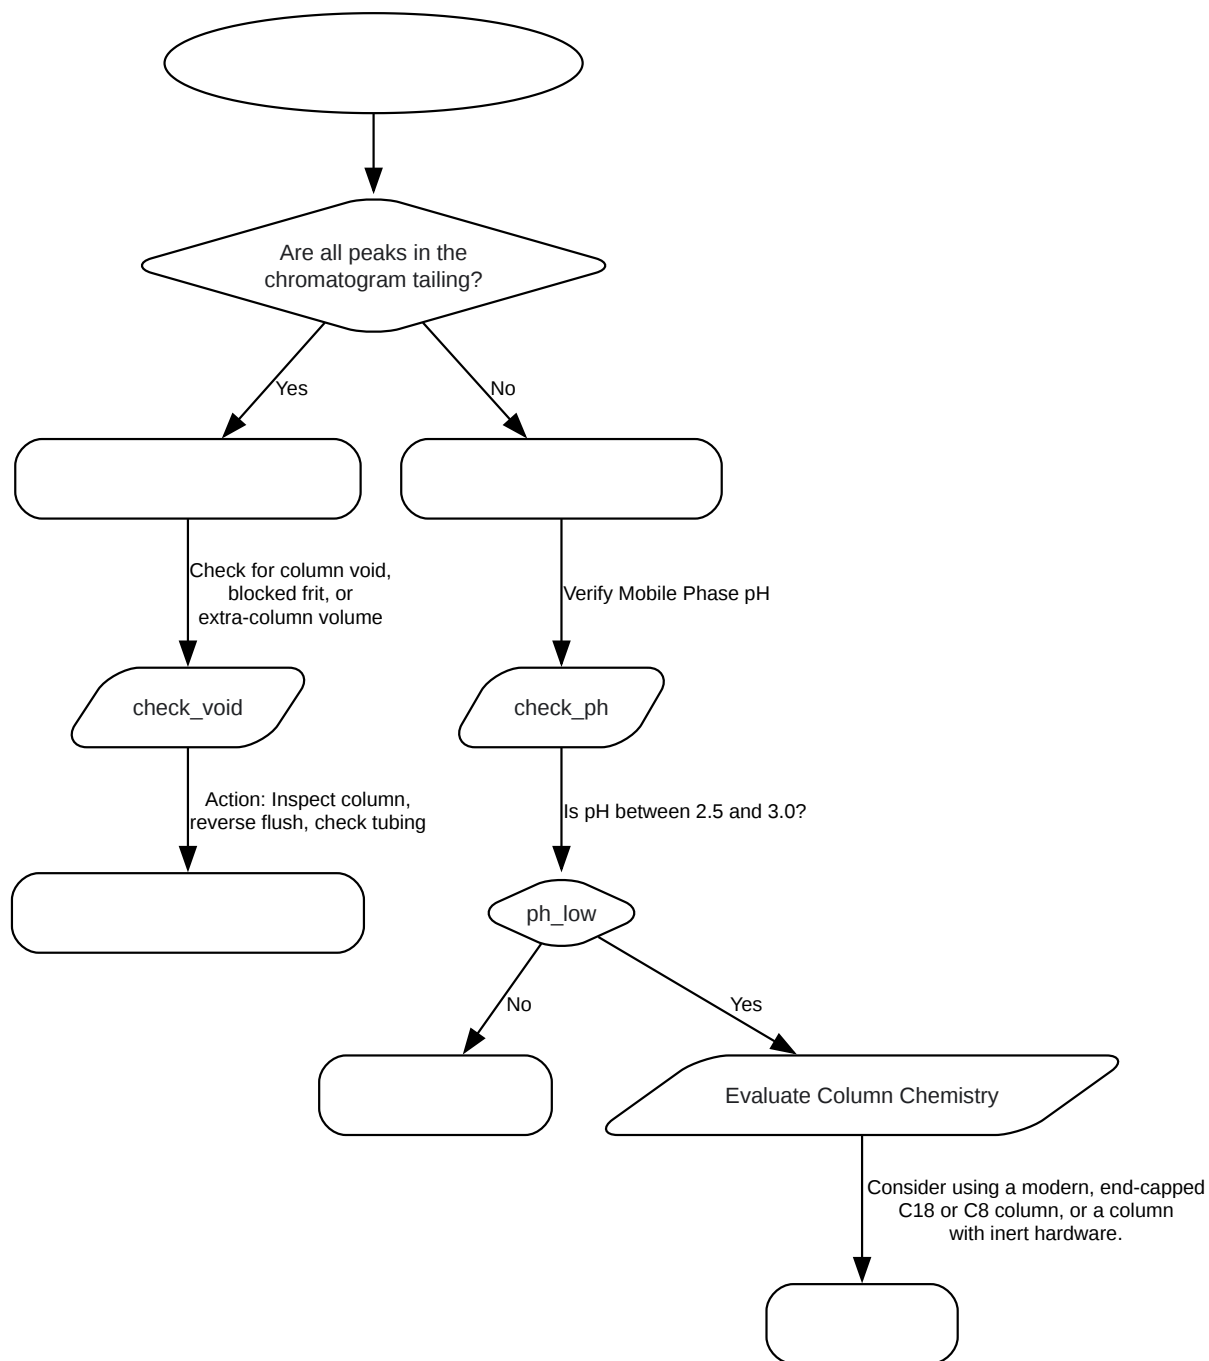 Are all peaks in the
chromatogram tailing?
Yes
No
Check for column void,
blocked frit, or
extra-column volume
Verify Mobile Phase pH
check_void
check_ph
Action: Inspect column,
reverse flush, check tubing
Is pH between 2.5 and 3.0?
ph_low
No
Yes
Evaluate Column Chemistry
Consider using a modern, end-capped
C18 or C8 column, or a column
with inert hardware.